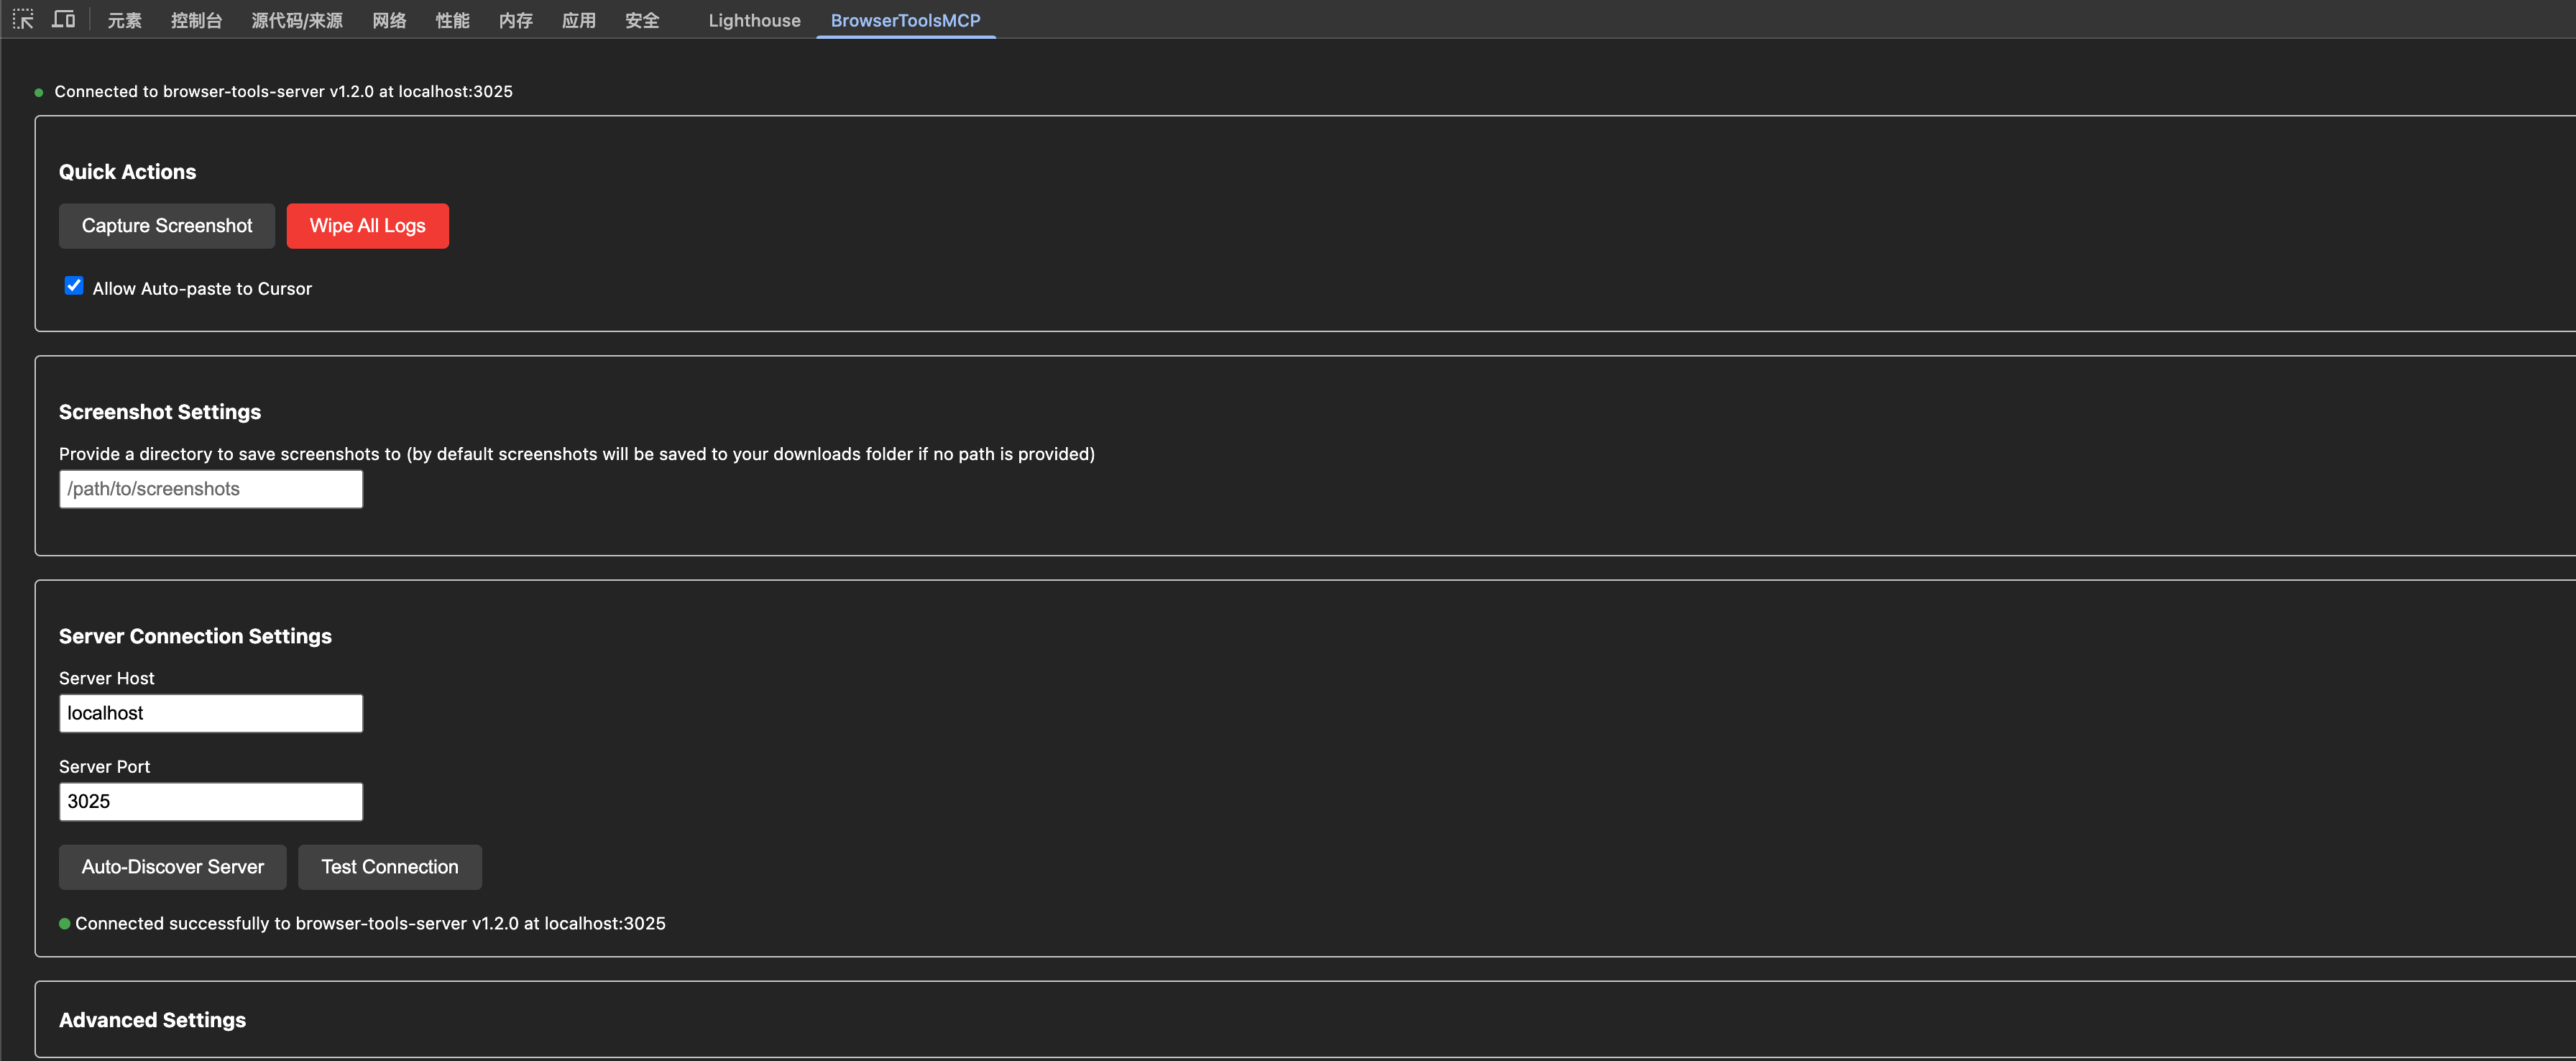 元素 控制台 源代码/来源 网络 性能 内存 应用 安全 Lighthouse BrowserToolsMCP
Connected to browser-tools-server v1.2.0 at localhost:3025
Quick Actions
Capture Screenshot Wipe All Logs
Allow Auto-paste to Cursor
Screenshot Settings
Provide a directory to save screenshots to (by default screenshots will be saved to your downloads folder if no path is provided)
/path/to/screenshots
Server Connection Settings
Server Host
localhost
Server Port
3025
Auto-Discover Server Test Connection
Connected successfully to browser-tools-server v1.2.0 at localhost:3025
Advanced Settings